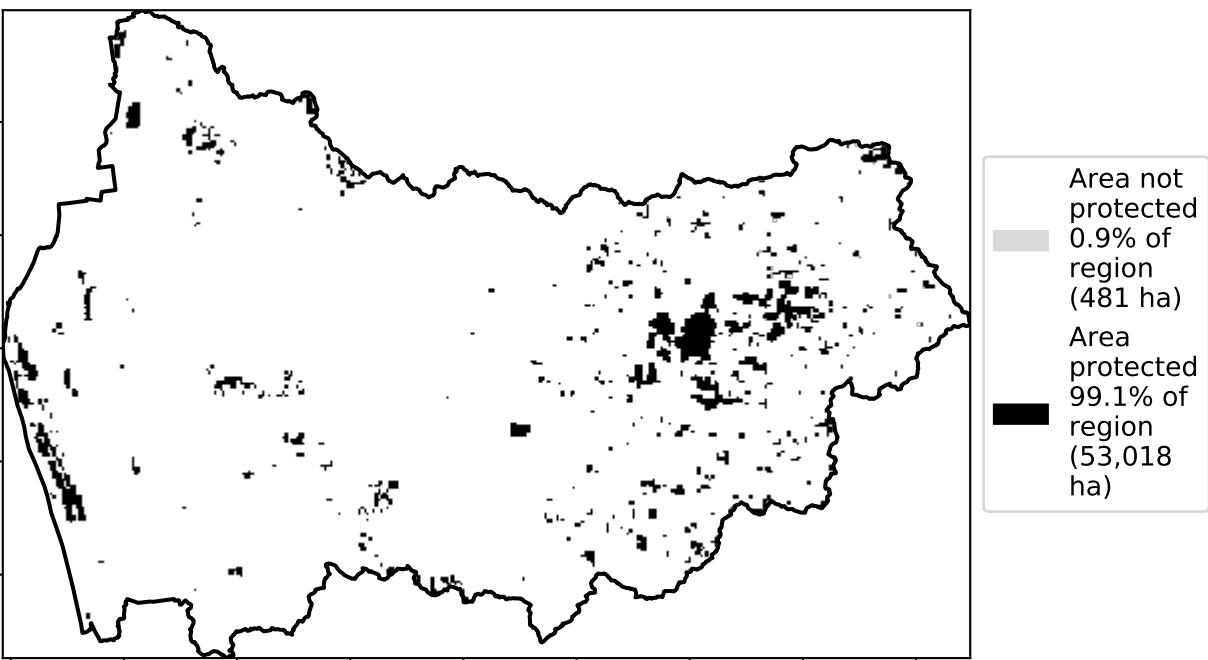 Area not
protected
0.9% of
region
(481 ha)
Area
protected
99.1% of
region
(53,018
ha)